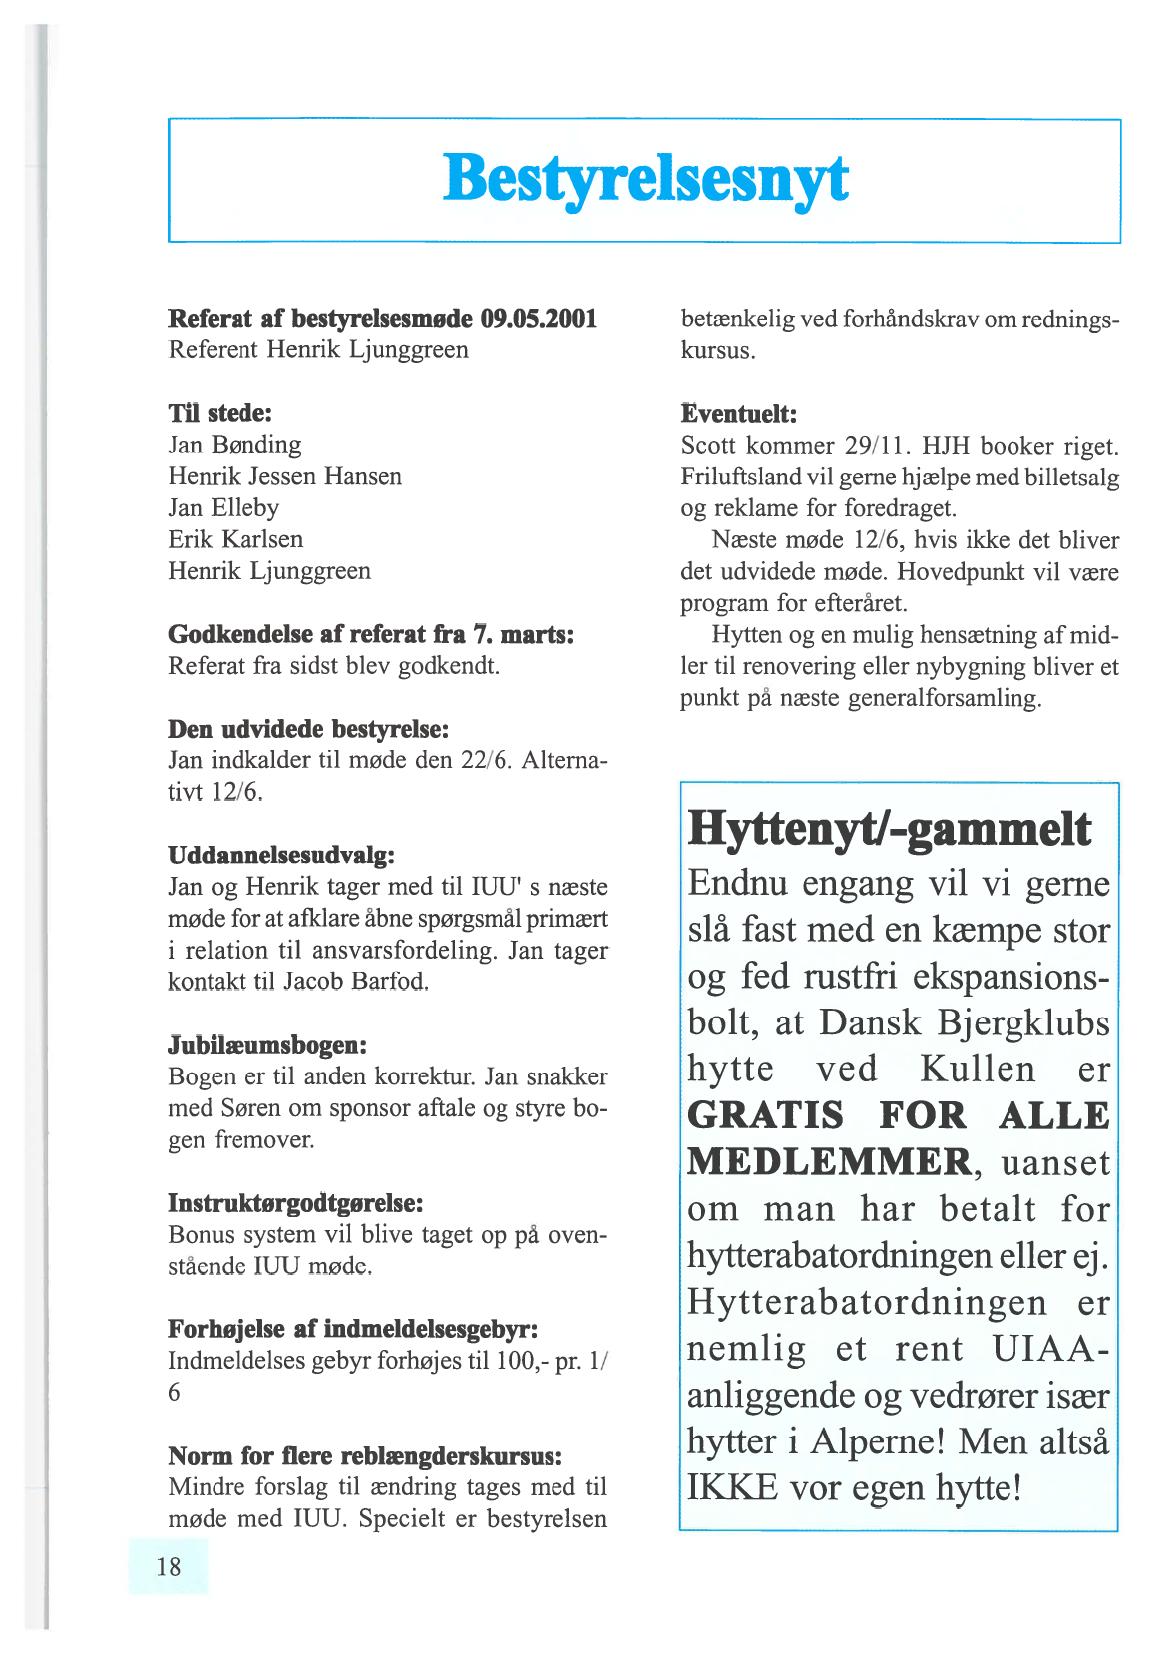 Bestyrelsesnyt
Referat af bestyrelsesmøde 09.05.2001
Referent Henrik Ljunggreen
Til stede:
Jan Bønding
Henrik Jessen Hansen
Jan Elleby
Erik Karlsen
Henrik Ljunggreen
Godkendelse af referat fra 7. marts:
Referat fra sidst blev godkendt.
Den udvidede bestyrelse:
Jan indkalder til møde den 22/6. Alterna-
tivt 12/6.
Uddannelsesudvalg:
Jan og Henrik tager med til IUU' s næste
møde for at afklare åbne spørgsmål primært
i relation til ansvarsfordeling. Jan tager
kontakt til Jacob Barfod.
Jubilæumsbogen:
Bogen er til anden korrektur. Jan snakker
med Søren om sponsor aftale og styre bo-
gen fremover.
Instruktørgodtgørelse:
Bonus system vil blive taget op på oven-
stående IUU møde.
Forhøjelse af indmeldelsesgebyr:
Indmeldelses gebyr forhøjes til 100,- pr. 1/
6
Norm for flere reblængderskursus:
Mindre forslag til ændring tages med til
møde med IUU. Specielt er bestyrelsen
betænkelig ved forhåndskrav om rednings-
kursus.
Eventuelt:
Scott kommer 29/11. HJH booker riget.
Friluftsland vil gerne hjælpe med billetsalg
og reklame for foredraget.
Næste møde 12/6, hvis ikke det bliver
det udvidede møde. Hovedpunkt vil være
program for efteråret.
Hytten og en mulig hensætning af mid-
ler til renovering eller nybygning bliver et
punkt på næste generalforsamling.
Hyttenyt/-gammelt
Endnu engang vil vi gerne
slå fast med en kæmpe stor
og fed rustfri ekspansions-
bolt, at Dansk Bjergklubs
hytte ved Kullen er
GRATIS FOR ALLE
MEDLEMMER, uanset
om man har betalt for
hytterabatordningen eller ej.
Hytterabatordningen er
nemlig et rent UIAA-
anliggende og vedrører især
hytter i Alperne! Men altså
IKKE vor egen hytte!
18